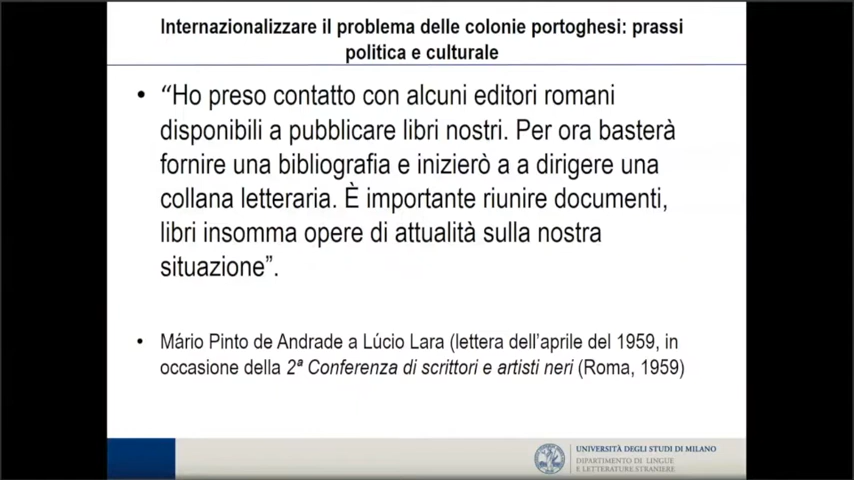 Internazionalizzare il problema delle colonie portoghesi: prassi
politica e culturale
• “Ho preso contatto con alcuni editori romani
disponibili a pubblicare libri nostri. Per ora basterà
fornire una bibliografia e inizierò a a dirigere una
collana letteraria. È importante riunire documenti,
libri insomma opere di attualità sulla nostra
situazione”.
• Mário Pinto de Andrade a Lúcio Lara (lettera dell’aprile del 1959, in
occasione della 2ª Conferenza di scrittori e artisti neri (Roma, 1959)
UNIVERSITÀ DEGLI STUDI DI MILANO
DIPARTIMENTO DI LINGUE
E LETTERATURE STRANIERE